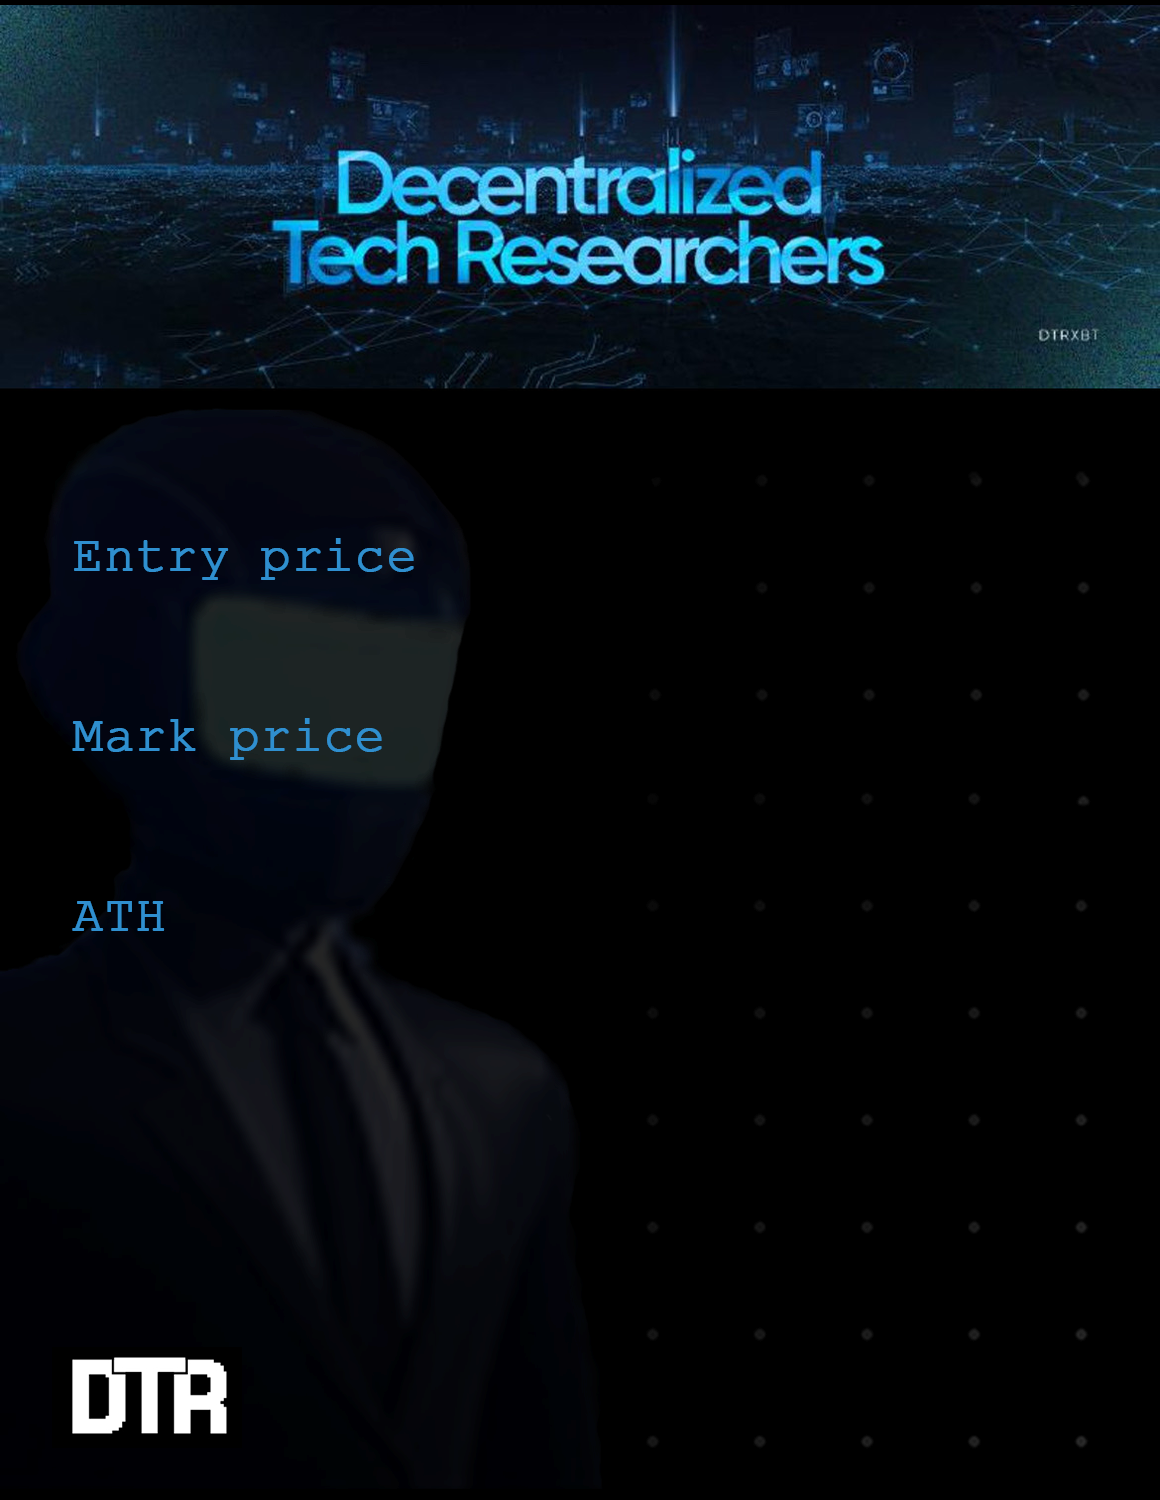 Decentralized
Tech Researchers
DTRXBT
Entry price
Mark price
ATH
DTR